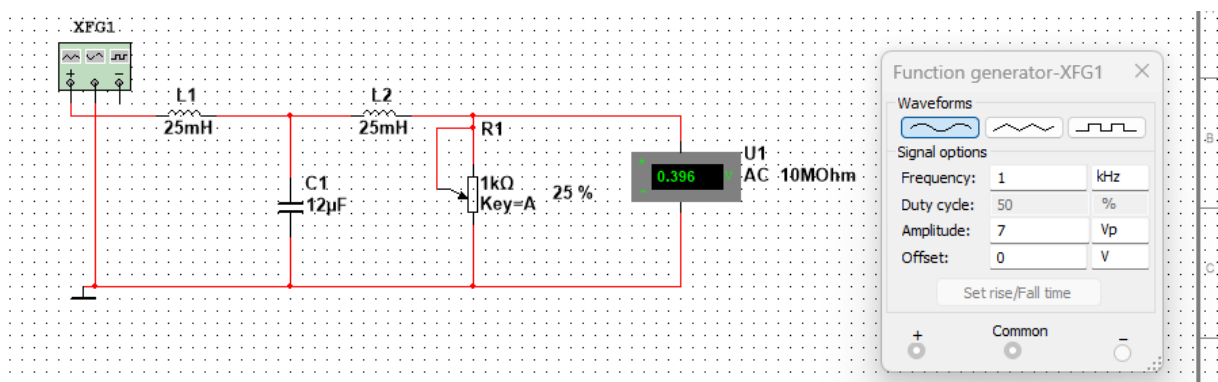 XFG1
L1
25mH
L2
25mH
R1
C1
12µF
1kΩ
Key=A
25 %
0.396
U1
AC 10MOhm
Function generator-XFG1
Waveforms
Signal options
Frequency: 1 kHz
Duty cycle: 50 %
Amplitude: 7 Vp
Offset: 0 V
Set rise/Fall time
+ Common −
B
C